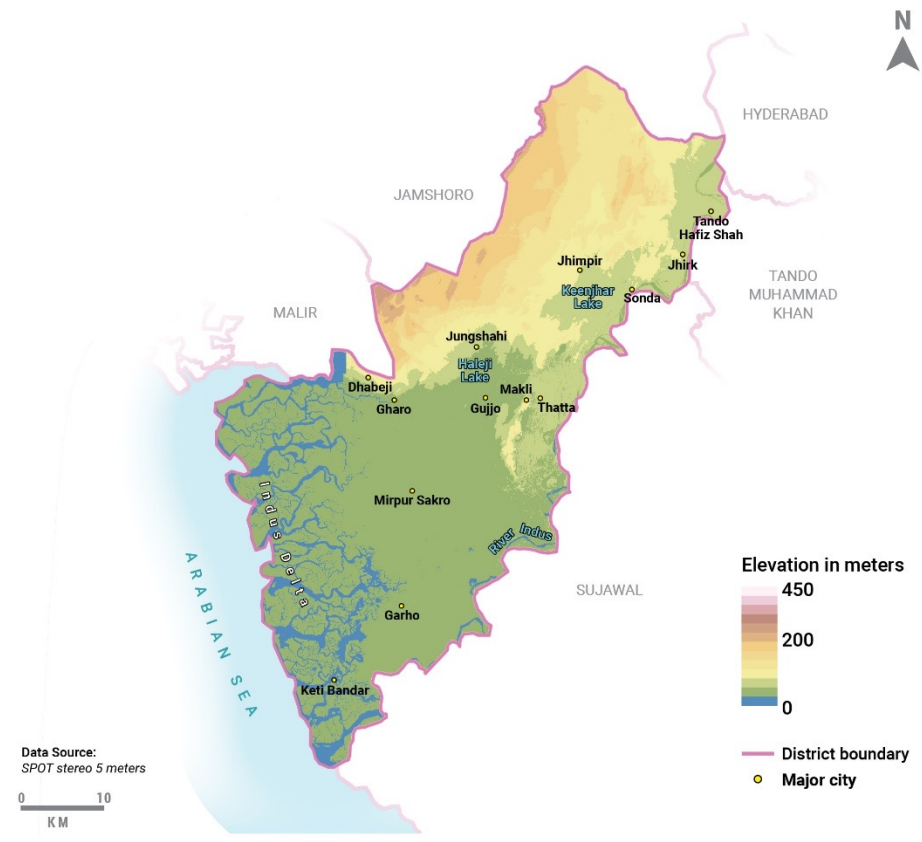 N
HYDERABAD
JAMSHORO
Tando
Hafiz Shah
Jhimpir
Jhirk
Keenjhar
Lake
Sonda
TANDO
MUHAMMAD
KHAN
MALIR
Jungshahi
Haleji
Lake
Dhabeji
Makli
Gharo
Gujjo
Thatta
Indus Delta
Mirpur Sakro
River Indus
ARABIAN SEA
SUJAWAL
Garho
Keti Bandar
Elevation in meters
450
200
0
District boundary
Major city
Data Source:
SPOT stereo 5 meters
0 10
KM